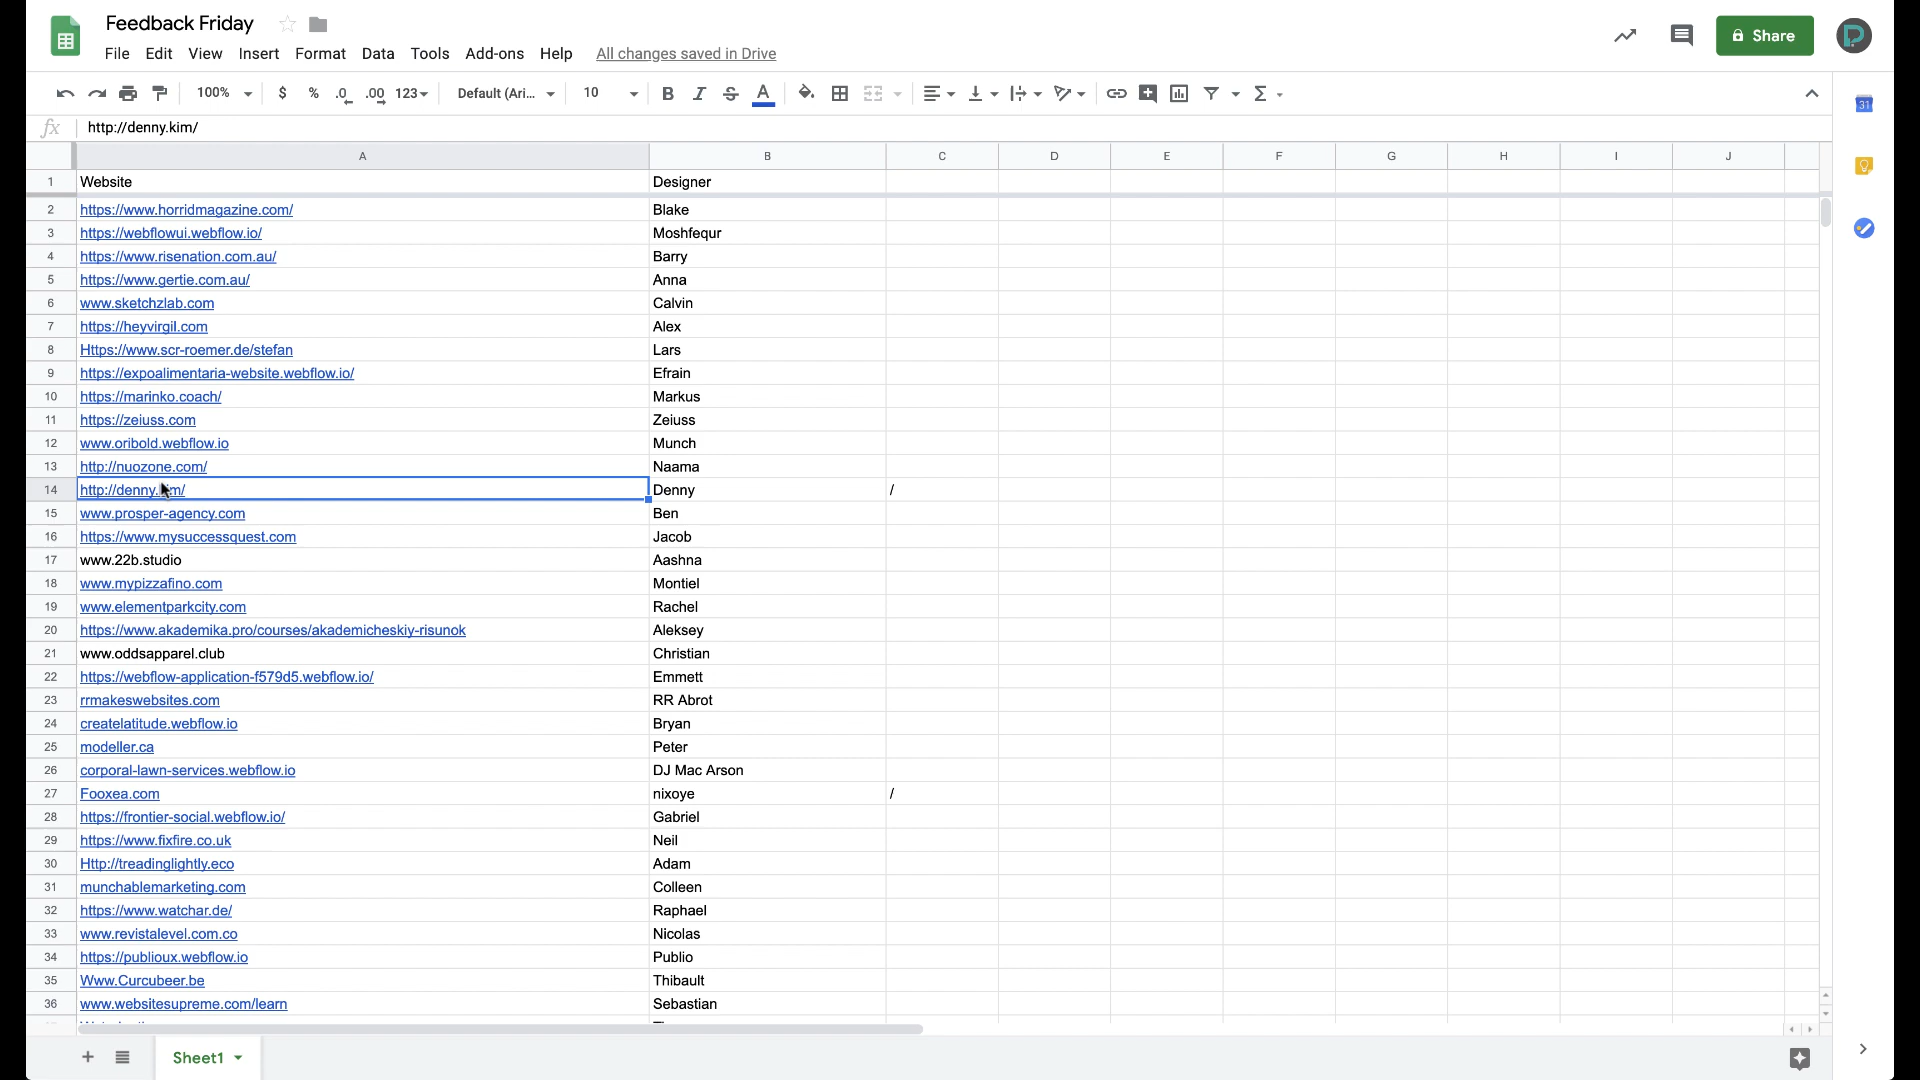 Feedback Friday
File Edit View Insert Format Data Tools Add-ons Help All changes saved in Drive
Share
100% $ % .0 .00 123 Default (Ari... 10 B I S A Σ
31
fx http://denny.kim/
A B C D E F G H I J
1 Website Designer
2 https://www.horridmagazine.com/ Blake
3 https://webflowui.webflow.io/ Moshfequr
4 https://www.risenation.com.au/ Barry
5 https://www.gertie.com.au/ Anna
6 www.sketchzlab.com Calvin
7 https://heyvirgil.com Alex
8 Https://www.scr-roemer.de/stefan Lars
9 https://expoalimentaria-website.webflow.io/ Efrain
10 https://marinko.coach/ Markus
11 https://zeiuss.com Zeiuss
12 www.oribold.webflow.io Munch
13 http://nuozone.com/ Naama
14 http://denny.kim/ Denny /
15 www.prosper-agency.com Ben
16 https://www.mysuccessquest.com Jacob
17 www.22b.studio Aashna
18 www.mypizzafino.com Montiel
19 www.elementparkcity.com Rachel
20 https://www.akademika.pro/courses/akademicheskiy-risunok Aleksey
21 www.oddsapparel.club Christian
22 https://webflow-application-f579d5.webflow.io/ Emmett
23 rrmakeswebsites.com RR Abrot
24 createlatitude.webflow.io Bryan
25 modeller.ca Peter
26 corporal-lawn-services.webflow.io DJ Mac Arson
27 Fooxea.com nixoye /
28 https://frontier-social.webflow.io/ Gabriel
29 https://www.fixfire.co.uk Neil
30 Http://treadinglightly.eco Adam
31 munchablemarketing.com Colleen
32 https://www.watchar.de/ Raphael
33 www.revistalevel.com.co Nicolas
34 https://publioux.webflow.io Publio
35 Www.Curcubeer.be Thibault
36 www.websitesupreme.com/learn Sebastian
Sheet1